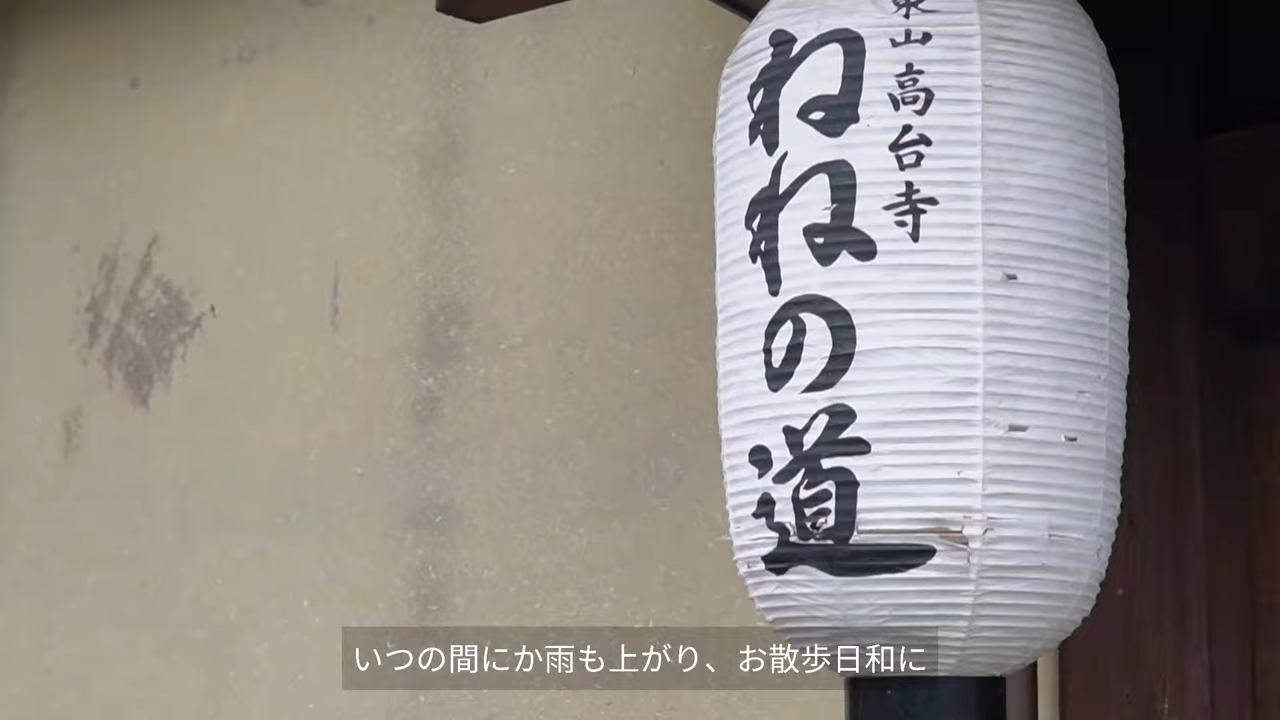 東山高台寺
ねねの道
いつの間にか雨も上がり、お散歩日和に